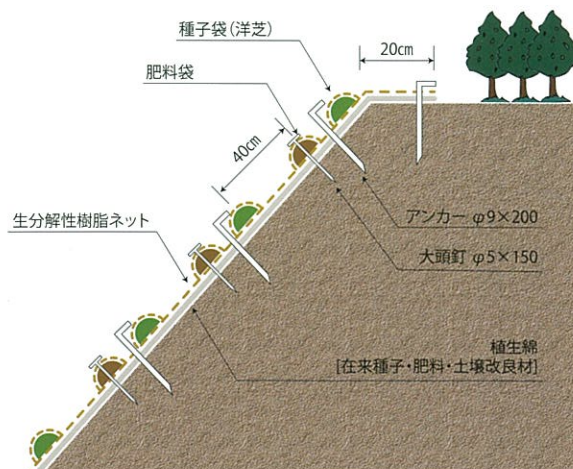 種子袋(洋芝)
20㎝
肥料袋
40㎝
生分解性樹脂ネット
アンカー φ9×200
大頭釘 φ5×150
植生綿
[在来種子・肥料・土壌改良材]